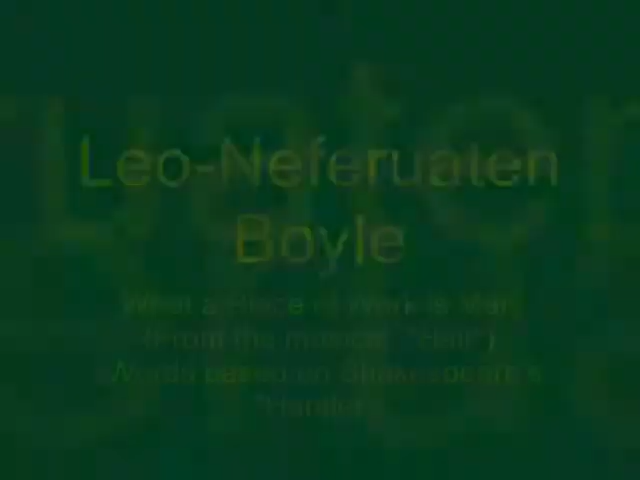 Leo-Neferuaten
Boyle
What a Piece of Work is Man
(From the musical "Hair")
Words based on Shakespeare's
"Hamlet"